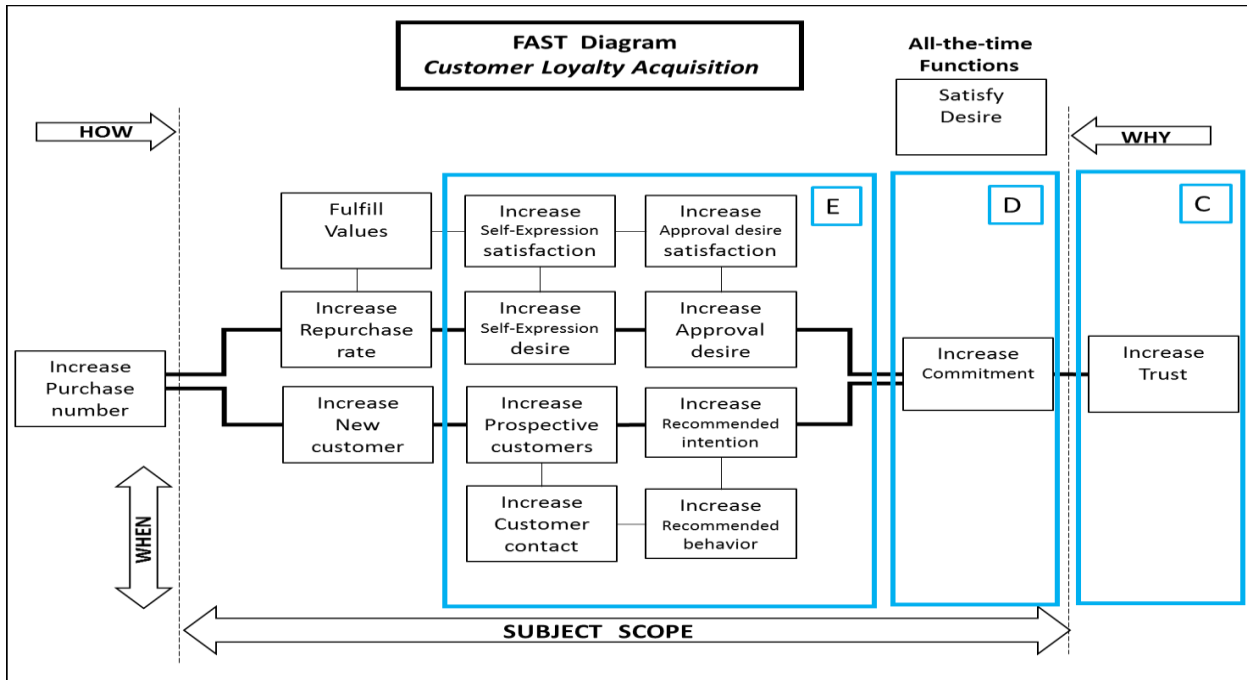 FAST Diagram
Customer Loyalty Acquisition
All-the-time
Functions
Satisfy
Desire
HOW
WHY
E
D
C
Fulfill
Values
Increase
Self-Expression
satisfaction
Increase
Approval desire
satisfaction
Increase
Repurchase
rate
Increase
Self-Expression
desire
Increase
Approval
desire
Increase
Purchase
number
Increase
Commitment
Increase
Trust
Increase
New
customer
Increase
Prospective
customers
Increase
Recommended
intention
Increase
Customer
contact
Increase
Recommended
behavior
WHEN
SUBJECT SCOPE